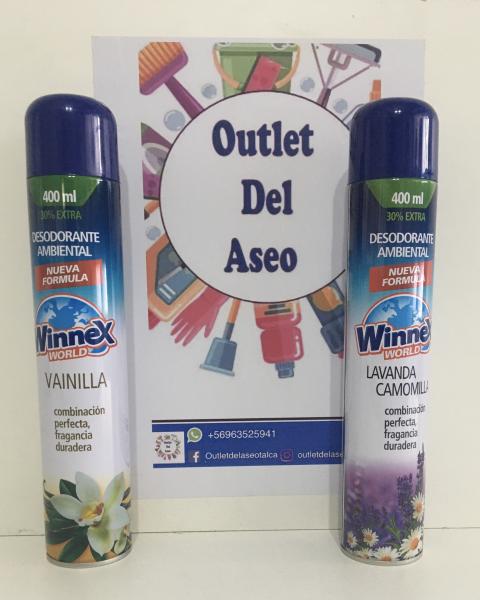 400 ml
30% EXTRA
DESODORANTE
AMBIENTAL
NUEVA
FORMULA
Winnex
WORLD
VAINILLA
combinación
perfecta,
fragancia
duradera
Outlet
Del
Aseo
+56963525941
Outletdelaseotalca
outletdelaseo
400 ml
30% EXTRA
DESODORANTE
AMBIENTAL
NUEVA
FORMULA
Winnex
WORLD
LAVANDA
CAMOMILLA
combinación
perfecta,
fragancia
duradera